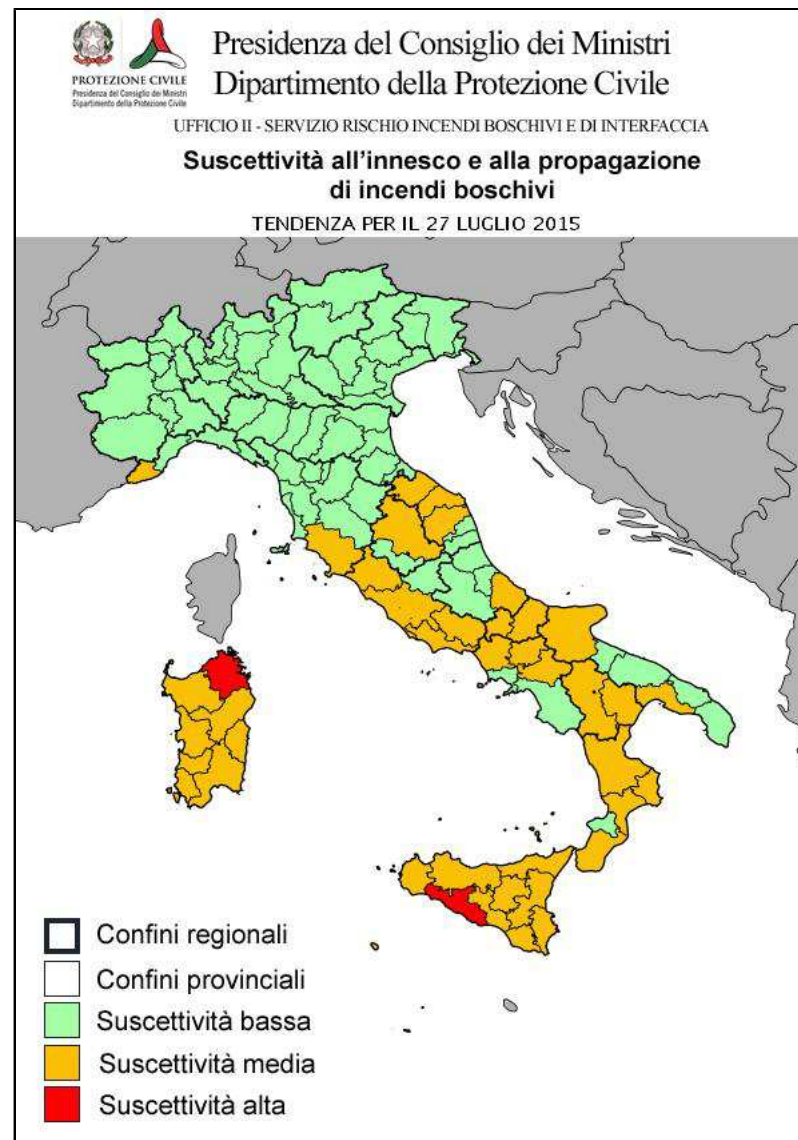 Presidenza del Consiglio dei Ministri
Dipartimento della Protezione Civile
PROTEZIONE CIVILE
Presidenza del Consiglio dei Ministri
Dipartimento della Protezione Civile
UFFICIO II - SERVIZIO RISCHIO INCENDI BOSCHIVI E DI INTERFACCIA
Suscettività all'innesco e alla propagazione
di incendi boschivi
TENDENZA PER IL 27 LUGLIO 2015
Confini regionali
Confini provinciali
Suscettività bassa
Suscettività media
Suscettività alta